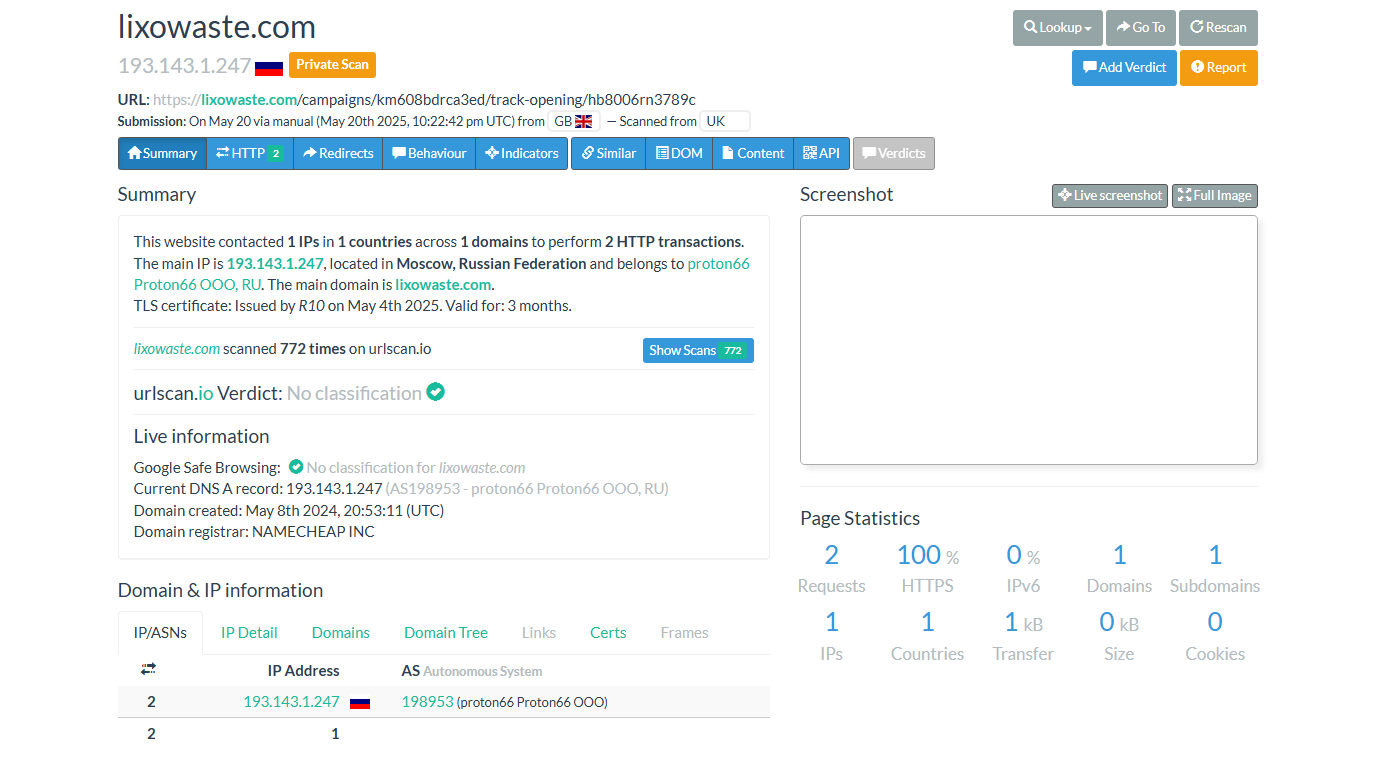 lixowaste.com
Lookup Go To Rescan
193.143.1.247 Private Scan
Add Verdict Report
URL: https://lixowaste.com/campaigns/km608bdrca3ed/track-opening/hb8006rn3789c
Submission: On May 20 via manual (May 20th 2025, 10:22:42 pm UTC) from GB — Scanned from UK
Summary HTTP 2 Redirects Behaviour Indicators Similar DOM Content API Verdicts
Summary
This website contacted 1 IPs in 1 countries across 1 domains to perform 2 HTTP transactions.
The main IP is 193.143.1.247, located in Moscow, Russian Federation and belongs to proton66
Proton66 OOO, RU. The main domain is lixowaste.com.
TLS certificate: Issued by R10 on May 4th 2025. Valid for: 3 months.
lixowaste.com scanned 772 times on urlscan.io Show Scans 772
urlscan.io Verdict: No classification
Live information
Google Safe Browsing: No classification for lixowaste.com
Current DNS A record: 193.143.1.247 (AS198953 - proton66 Proton66 OOO, RU)
Domain created: May 8th 2024, 20:53:11 (UTC)
Domain registrar: NAMECHEAP INC
Domain & IP information
IP/ASNs IP Detail Domains Domain Tree Links Certs Frames
IP Address AS Autonomous System
2 193.143.1.247 198953 (proton66 Proton66 OOO)
2 1
Screenshot
Live screenshot Full Image
Page Statistics
2 100 % 0 % 1 1
Requests HTTPS IPv6 Domains Subdomains
1 1 1 kB 0 kB 0
IPs Countries Transfer Size Cookies